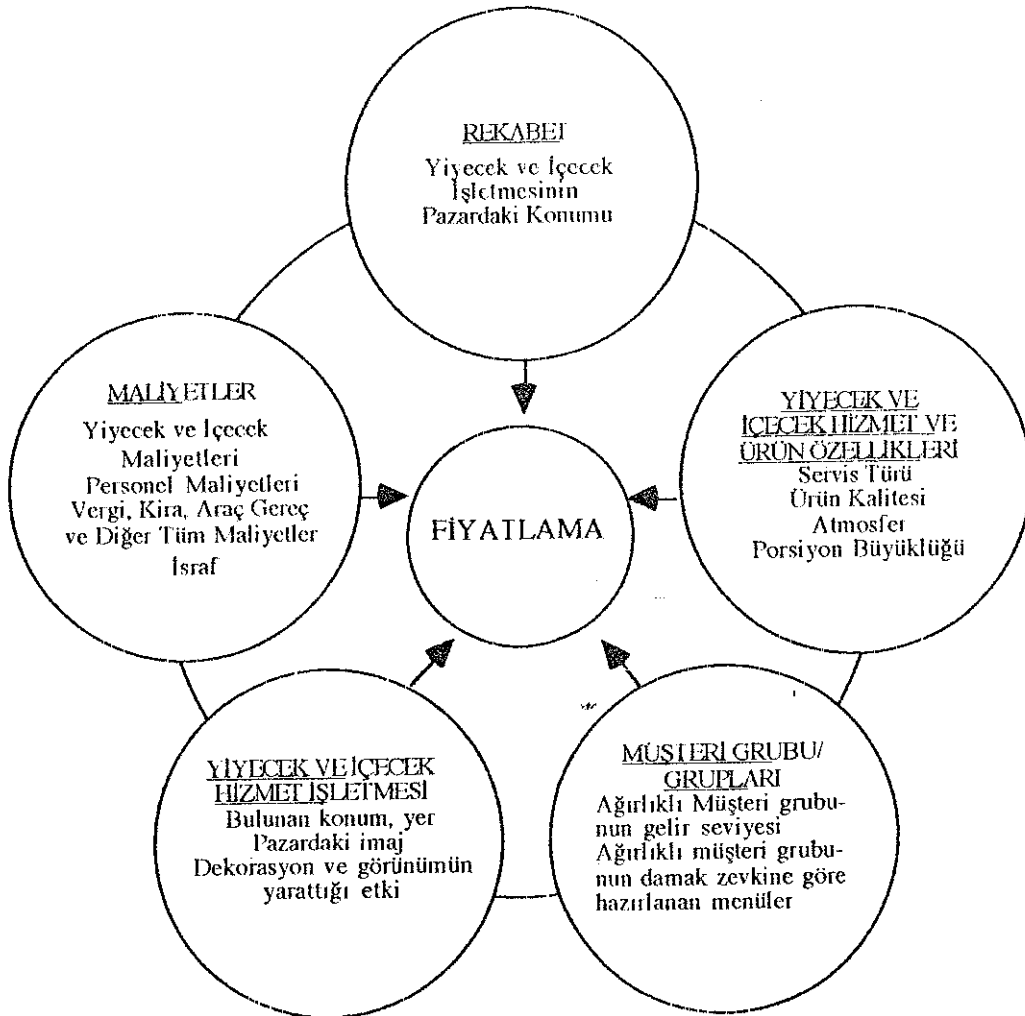 REKABET
Yiyecek ve İçecek
İşletmesinin
Pazardaki Konumu
MALİYETLER
Yiyecek ve İçecek
Maliyetleri
Personel Maliyetleri
Vergi, Kira, Araç Gereç
ve Diğer Tüm Maliyetler
İsraf
YİYECEK VE
İÇECEK HİZMET VE
ÜRÜN ÖZELLİKLERİ
Servis Türü
Ürün Kalitesi
Atmosfer
Porsiyon Büyüklüğü
FİYATLAMA
YİYECEK VE İÇECEK
HİZMET İŞLETMESİ
Bulunan konum, yer
Pazardaki imaj
Dekorasyon ve görünümün
yarattığı etki
MÜŞTERİ GRUBU/
GRUPLARI
Ağırlıklı Müşteri grubu-
nun gelir seviyesi
Ağırlıklı müşteri grubu-
nun damak zevkine göre
hazırlanan menüler